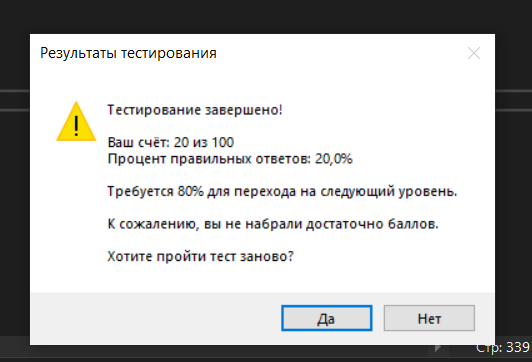 Результаты тестирования
Тестирование завершено!
Ваш счёт: 20 из 100
Процент правильных ответов: 20,0%
Требуется 80% для перехода на следующий уровень.
К сожалению, вы не набрали достаточно баллов.
Хотите пройти тест заново?
Да
Нет
Стр: 339